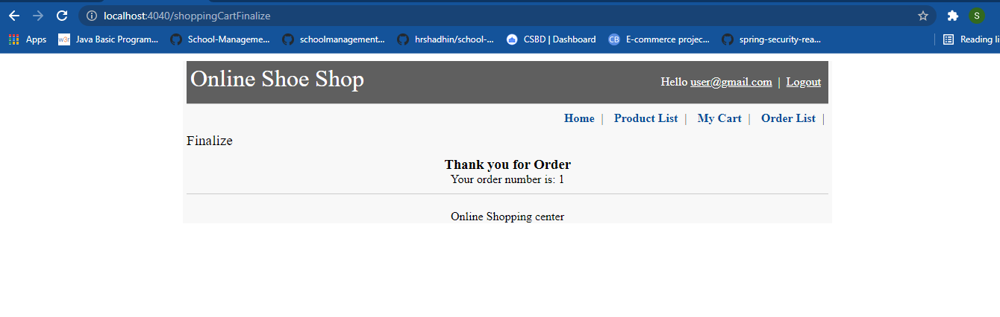 localhost:4040/shoppingCartFinalize
Apps w3r Java Basic Program... School-Manageme... schoolmanagement... hrshadhin/school-... CSBD | Dashboard CB E-commerce projec... spring-security-rea... Reading li
Online Shoe Shop
Hello user@gmail.com | Logout
Home | Product List | My Cart | Order List |
Finalize
Thank you for Order
Your order number is: 1
Online Shopping center
S